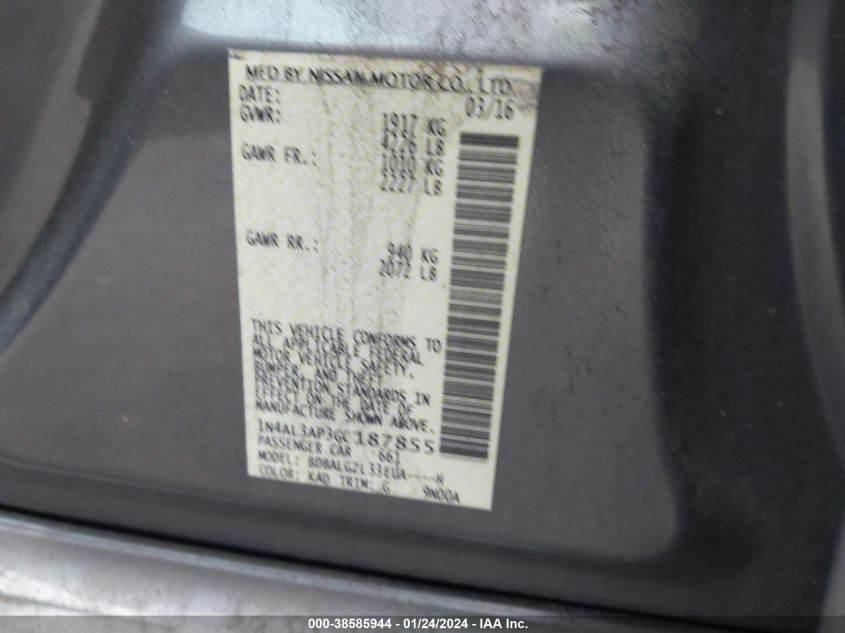 MFD BY NISSAN MOTOR CO., LTD.
DATE: 03/16
GVWR: 1917 KG
4226 LB
GAWR FR.: 1010 KG
2227 LB
GAWR RR.: 940 KG
2072 LB
THIS VEHICLE CONFORMS TO
ALL APPLICABLE FEDERAL
MOTOR VEHICLE SAFETY,
BUMPER, AND THEFT
PREVENTION STANDARDS IN
EFFECT ON THE DATE OF
MANUFACTURE SHOWN ABOVE.
1N4AL3AP3GC187855
PASSENGER CAR 661
MODEL: BDBALGZL33EUA----H
COLOR: KAD TRIM: G 9N00A
000-38585944 / 01/24/2024 - © IAA, Inc.